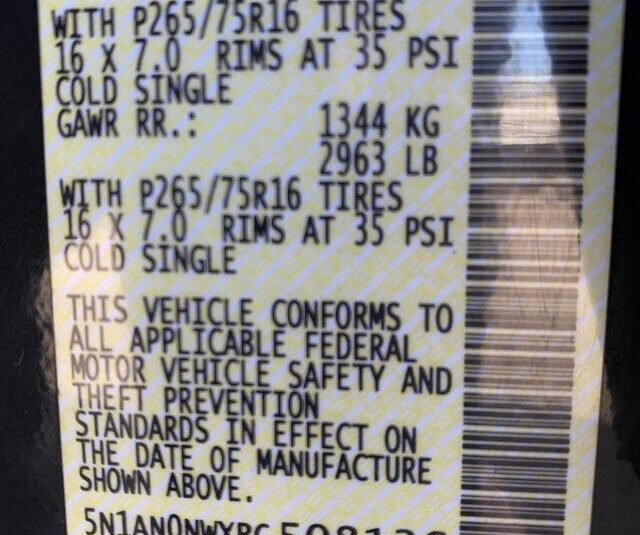 WITH P265/75R16 TIRES
16 X 7.0 RIMS AT 35 PSI
COLD SINGLE
GAWR RR.: 1344 KG
2963 LB
WITH P265/75R16 TIRES
16 X 7.0 RIMS AT 35 PSI
COLD SINGLE
THIS VEHICLE CONFORMS TO
ALL APPLICABLE FEDERAL
MOTOR VEHICLE SAFETY AND
THEFT PREVENTION
STANDARDS IN EFFECT ON
THE DATE OF MANUFACTURE
SHOWN ABOVE.